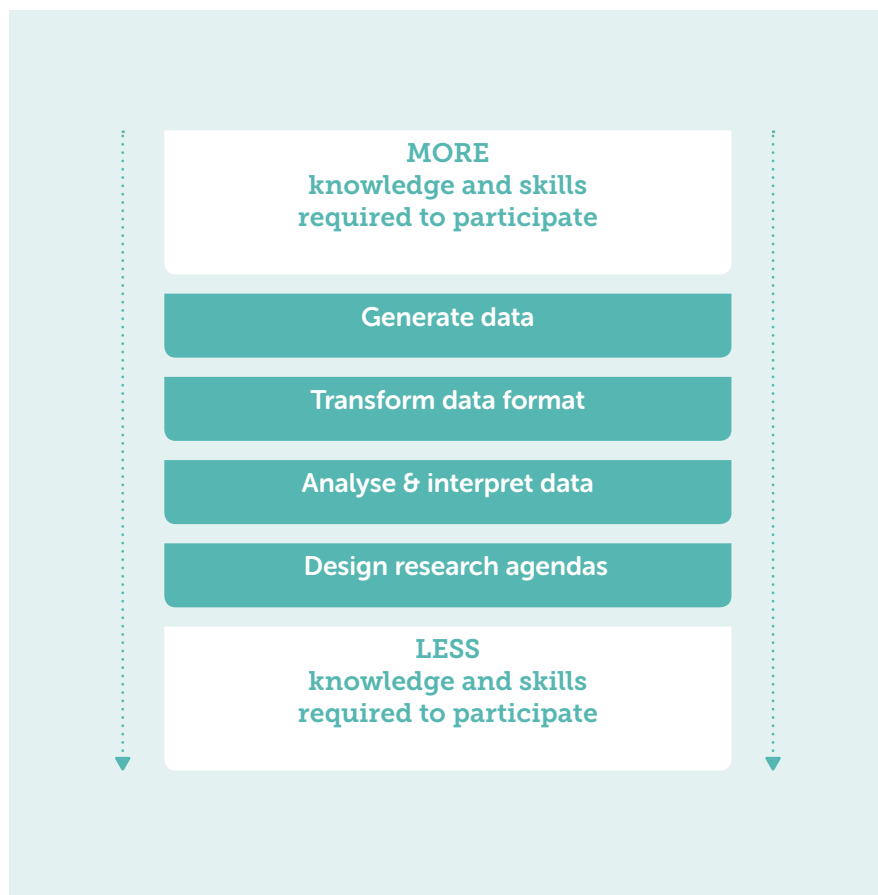 MORE
knowledge and skills
required to participate
Generate data
Transform data format
Analyse & interpret data
Design research agendas
LESS
knowledge and skills
required to participate